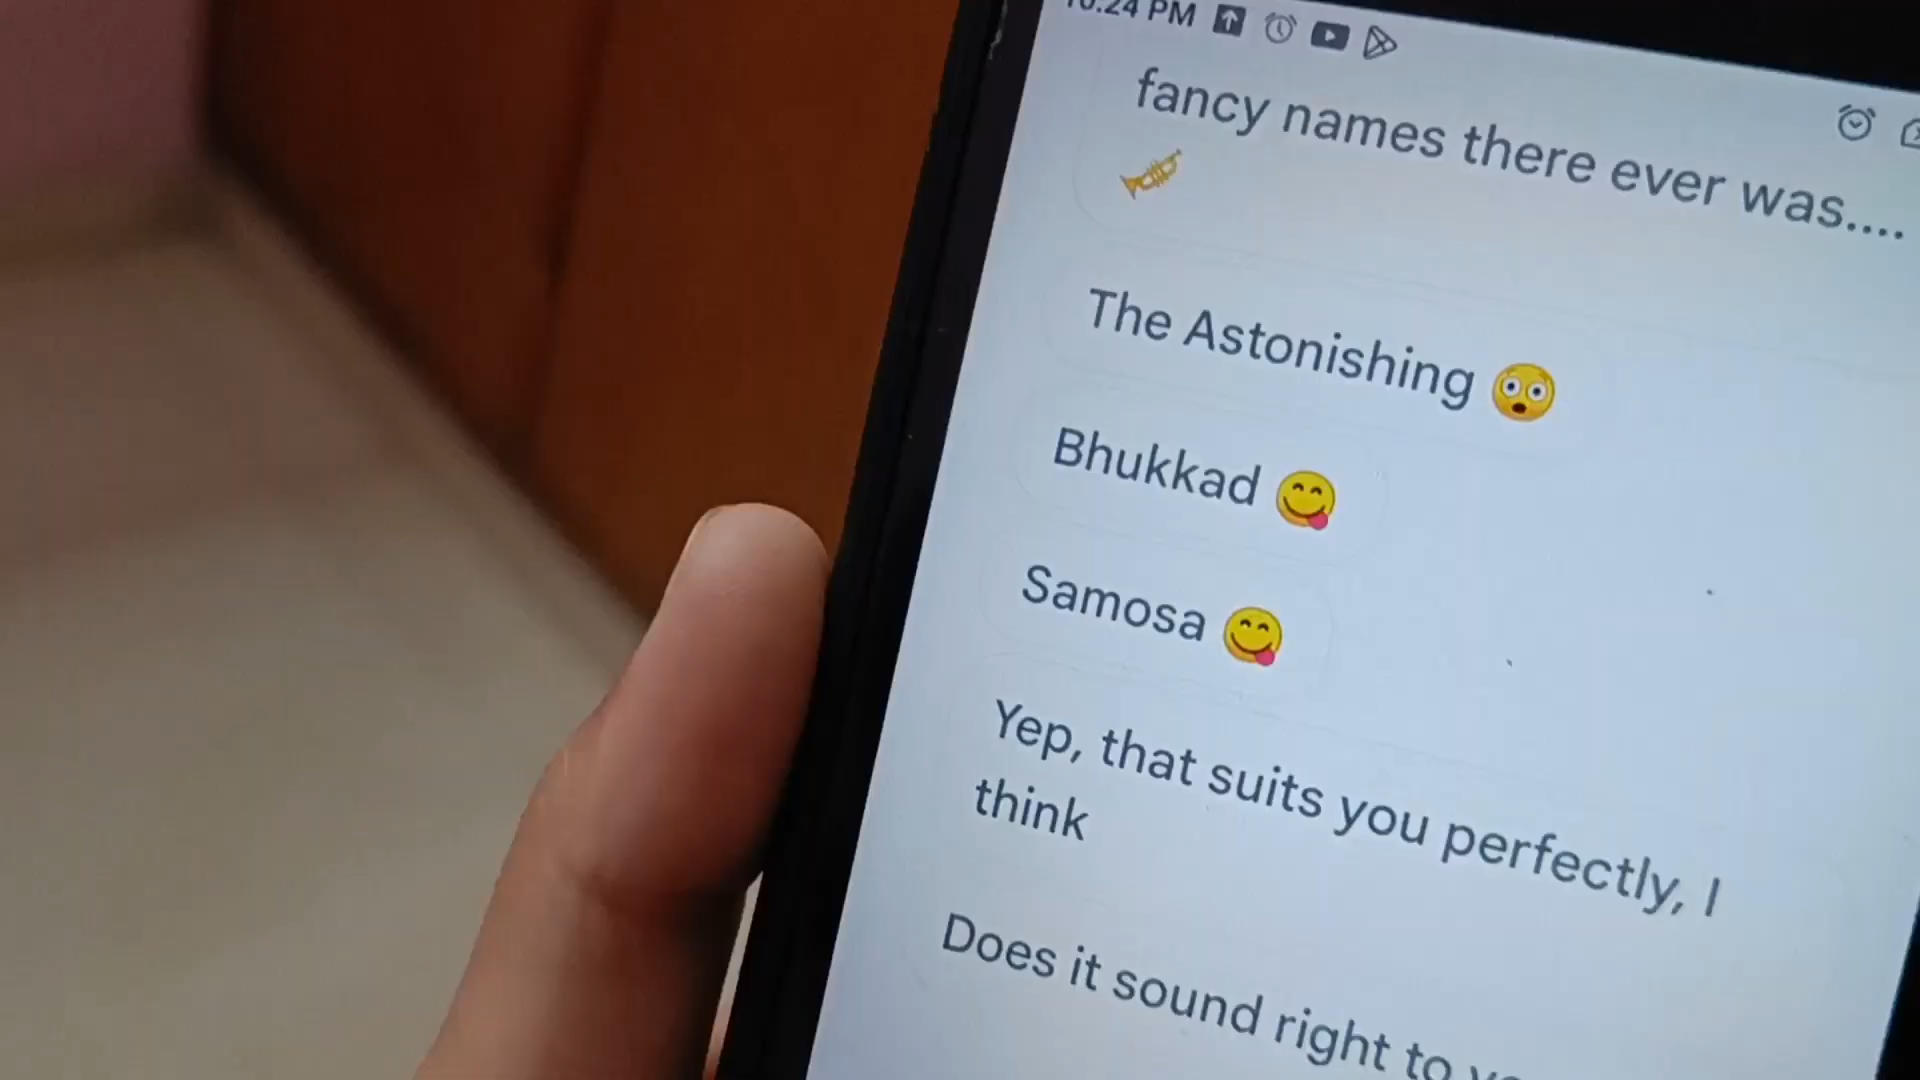 PM
fancy names there ever was....
🎺
The Astonishing 😳
Bhukkad 😋
Samosa 😋
Yep, that suits you perfectly, I
think
Does it sound right to